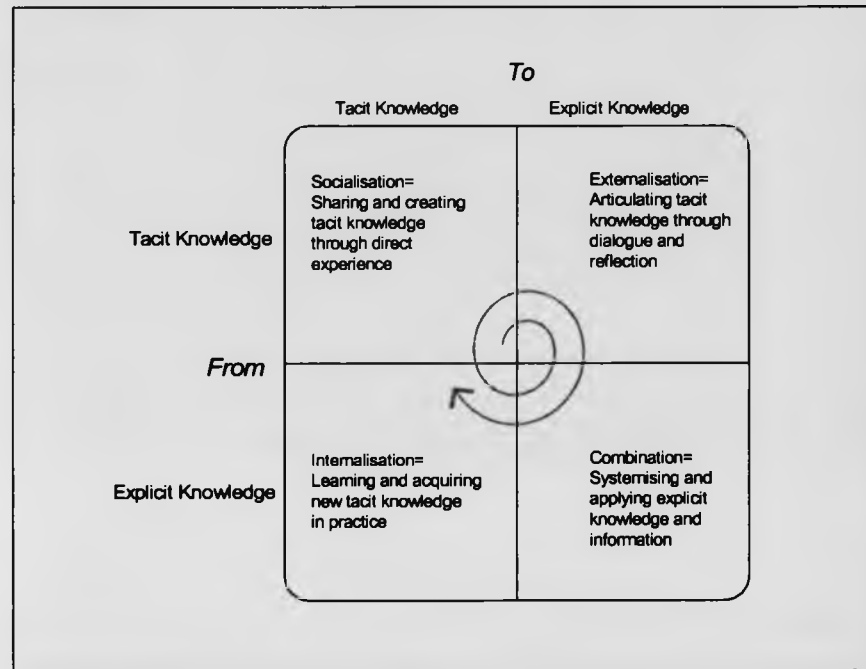 To
Tacit Knowledge
Explicit Knowledge
Tacit Knowledge
Socialisation=
Sharing and creating
tacit knowledge
through direct
experience
Externalisation=
Articulating tacit
knowledge through
dialogue and
reflection
From
Explicit Knowledge
Internalisation=
Learning and acquiring
new tacit knowledge
in practice
Combination=
Systemising and
applying explicit
knowledge and
information